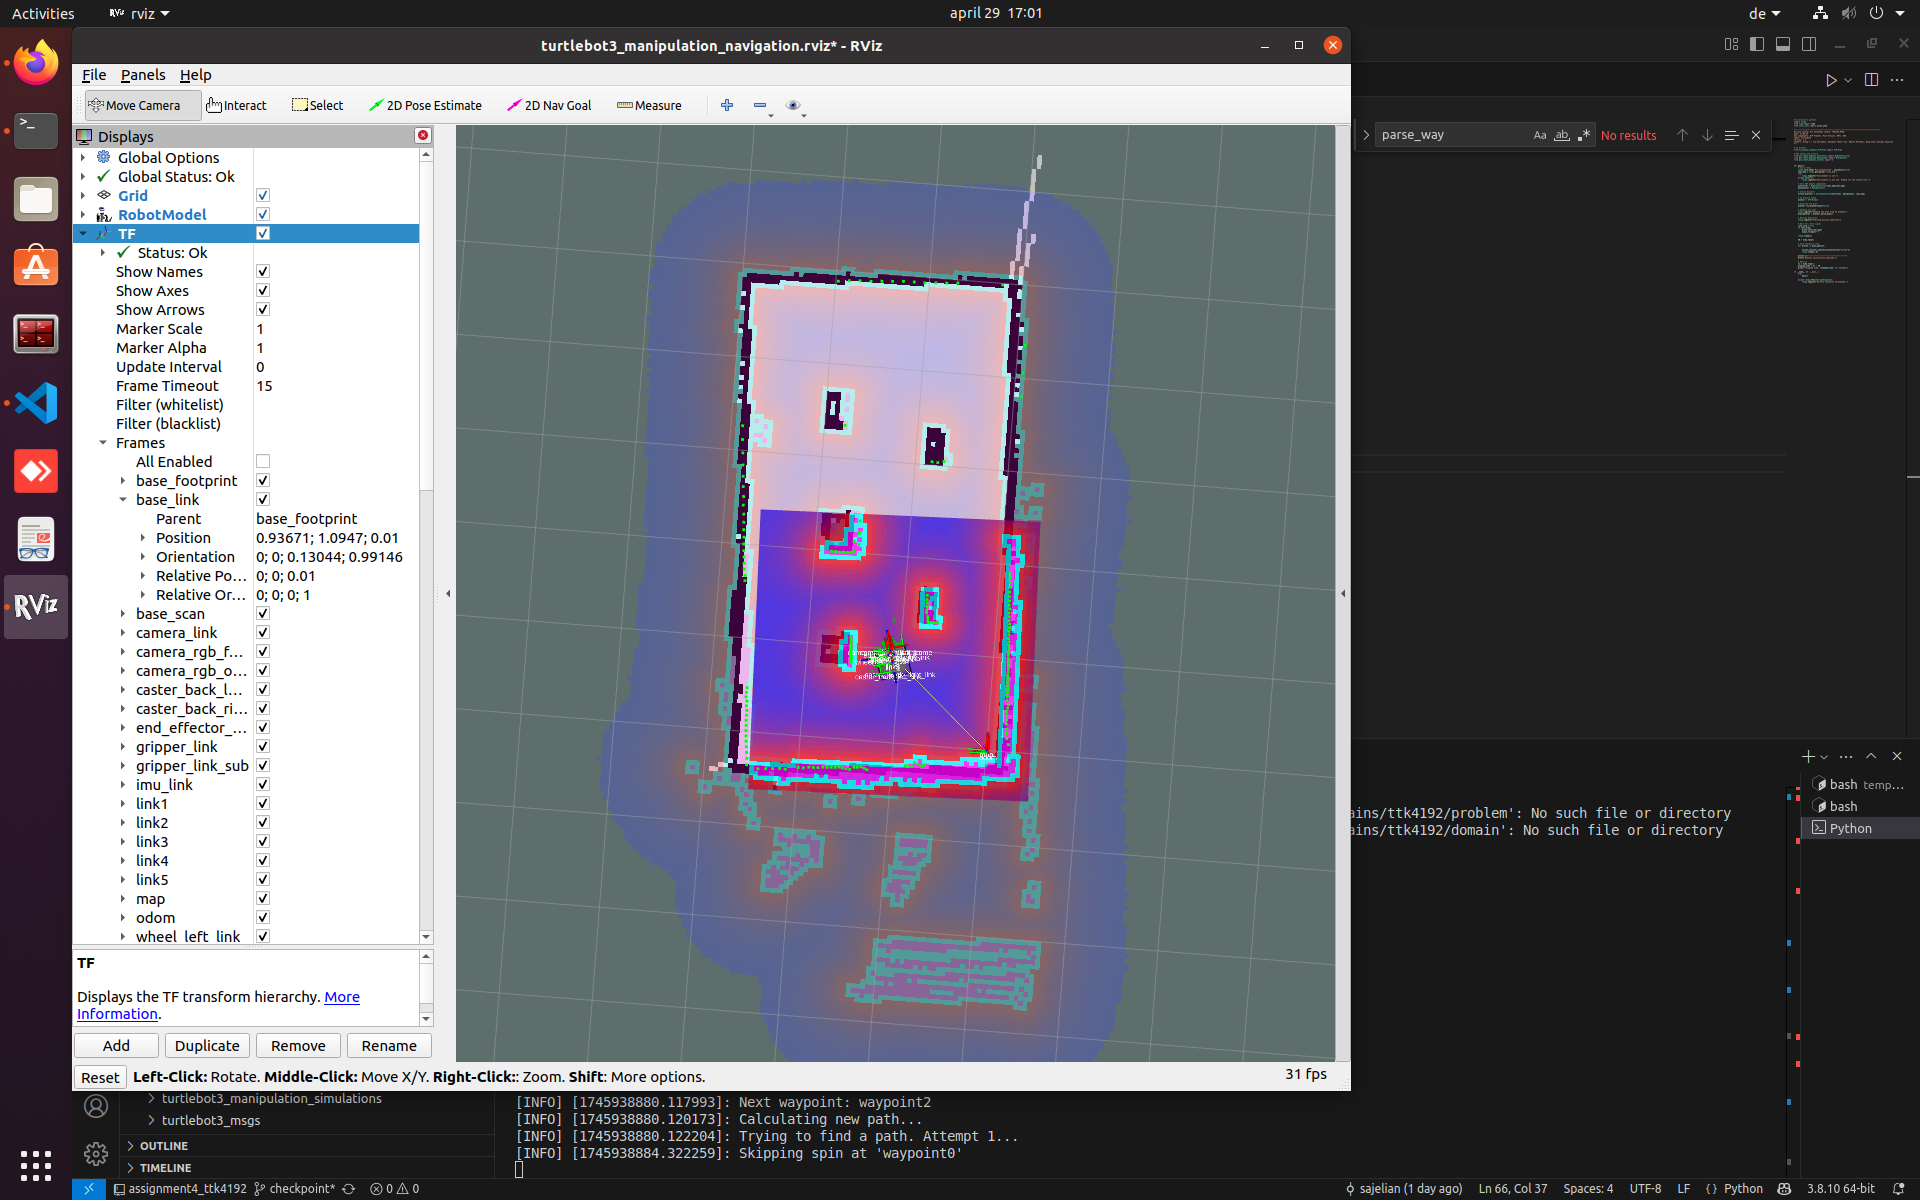 Activities
rviz
april 29 17:01
de
turtlebot3_manipulation_navigation.rviz* - RViz
File Panels Help
Move Camera Interact Select 2D Pose Estimate 2D Nav Goal Measure
Displays
Global Options
Global Status: Ok
Grid
RobotModel
TF
Status: Ok
Show Names
Show Axes
Show Arrows
Marker Scale 1
Marker Alpha 1
Update Interval 0
Frame Timeout 15
Filter (whitelist)
Filter (blacklist)
Frames
All Enabled
base_footprint
base_link
Parent base_footprint
Position 0.93671; 1.0947; 0.01
Orientation 0; 0; 0.13044; 0.99146
Relative Po... 0; 0; 0.01
Relative Or... 0; 0; 0; 1
base_scan
camera_link
camera_rgb_f...
camera_rgb_o...
caster_back_l...
caster_back_ri...
end_effector_...
gripper_link
gripper_link_sub
imu_link
link1
link2
link3
link4
link5
map
odom
wheel_left_link
TF
Displays the TF transform hierarchy. More
Information.
Add Duplicate Remove Rename
Reset Left-Click: Rotate. Middle-Click: Move X/Y. Right-Click:: Zoom. Shift: More options.
31 fps
RViz
parse_way Aa ab .* No results
ains/ttk4192/problem': No such file or directory
ains/ttk4192/domain': No such file or directory
bash temp...
bash
Python
turtlebot3_manipulation_simulations
turtlebot3_msgs
OUTLINE
TIMELINE
[INFO] [1745938880.117993]: Next waypoint: waypoint2
[INFO] [1745938880.120173]: Calculating new path...
[INFO] [1745938880.122204]: Trying to find a path. Attempt 1...
[INFO] [1745938884.322259]: Skipping spin at 'waypoint0'
assignment4_ttk4192 checkpoint* 0 0
sajelian (1 day ago) Ln 66, Col 37 Spaces: 4 UTF-8 LF { } Python 3.8.10 64-bit